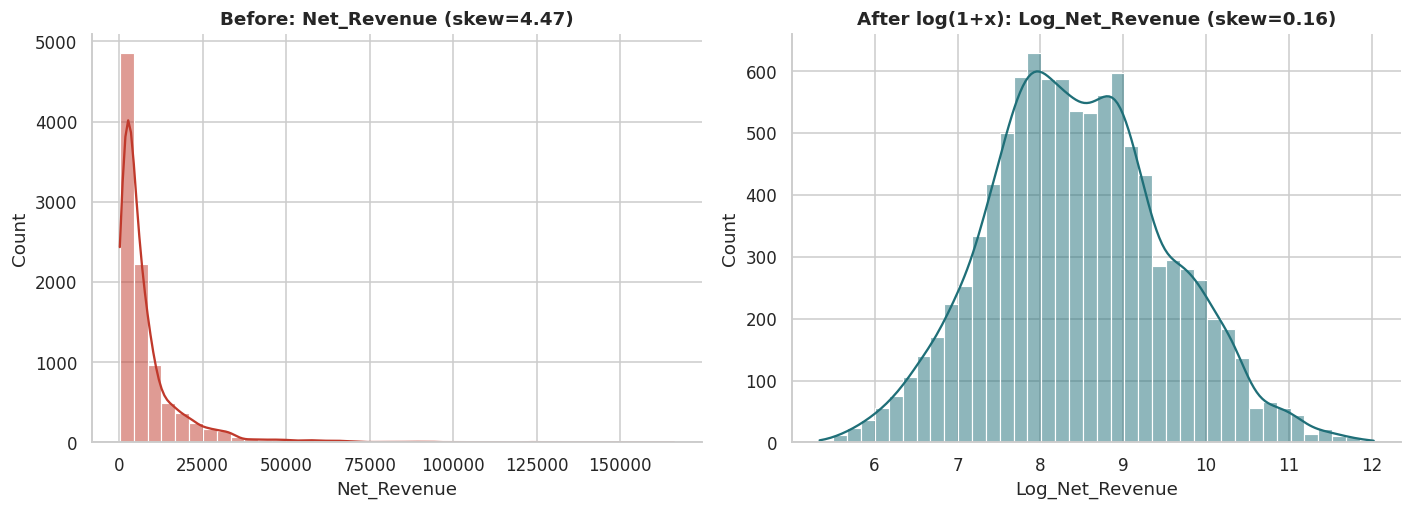 Before: Net_Revenue (skew=4.47)
5000
4000
3000
2000
1000
0
Count
0 25000 50000 75000 100000 125000 150000
Net_Revenue
After log(1+x): Log_Net_Revenue (skew=0.16)
600
500
400
300
200
100
0
Count
6 7 8 9 10 11 12
Log_Net_Revenue